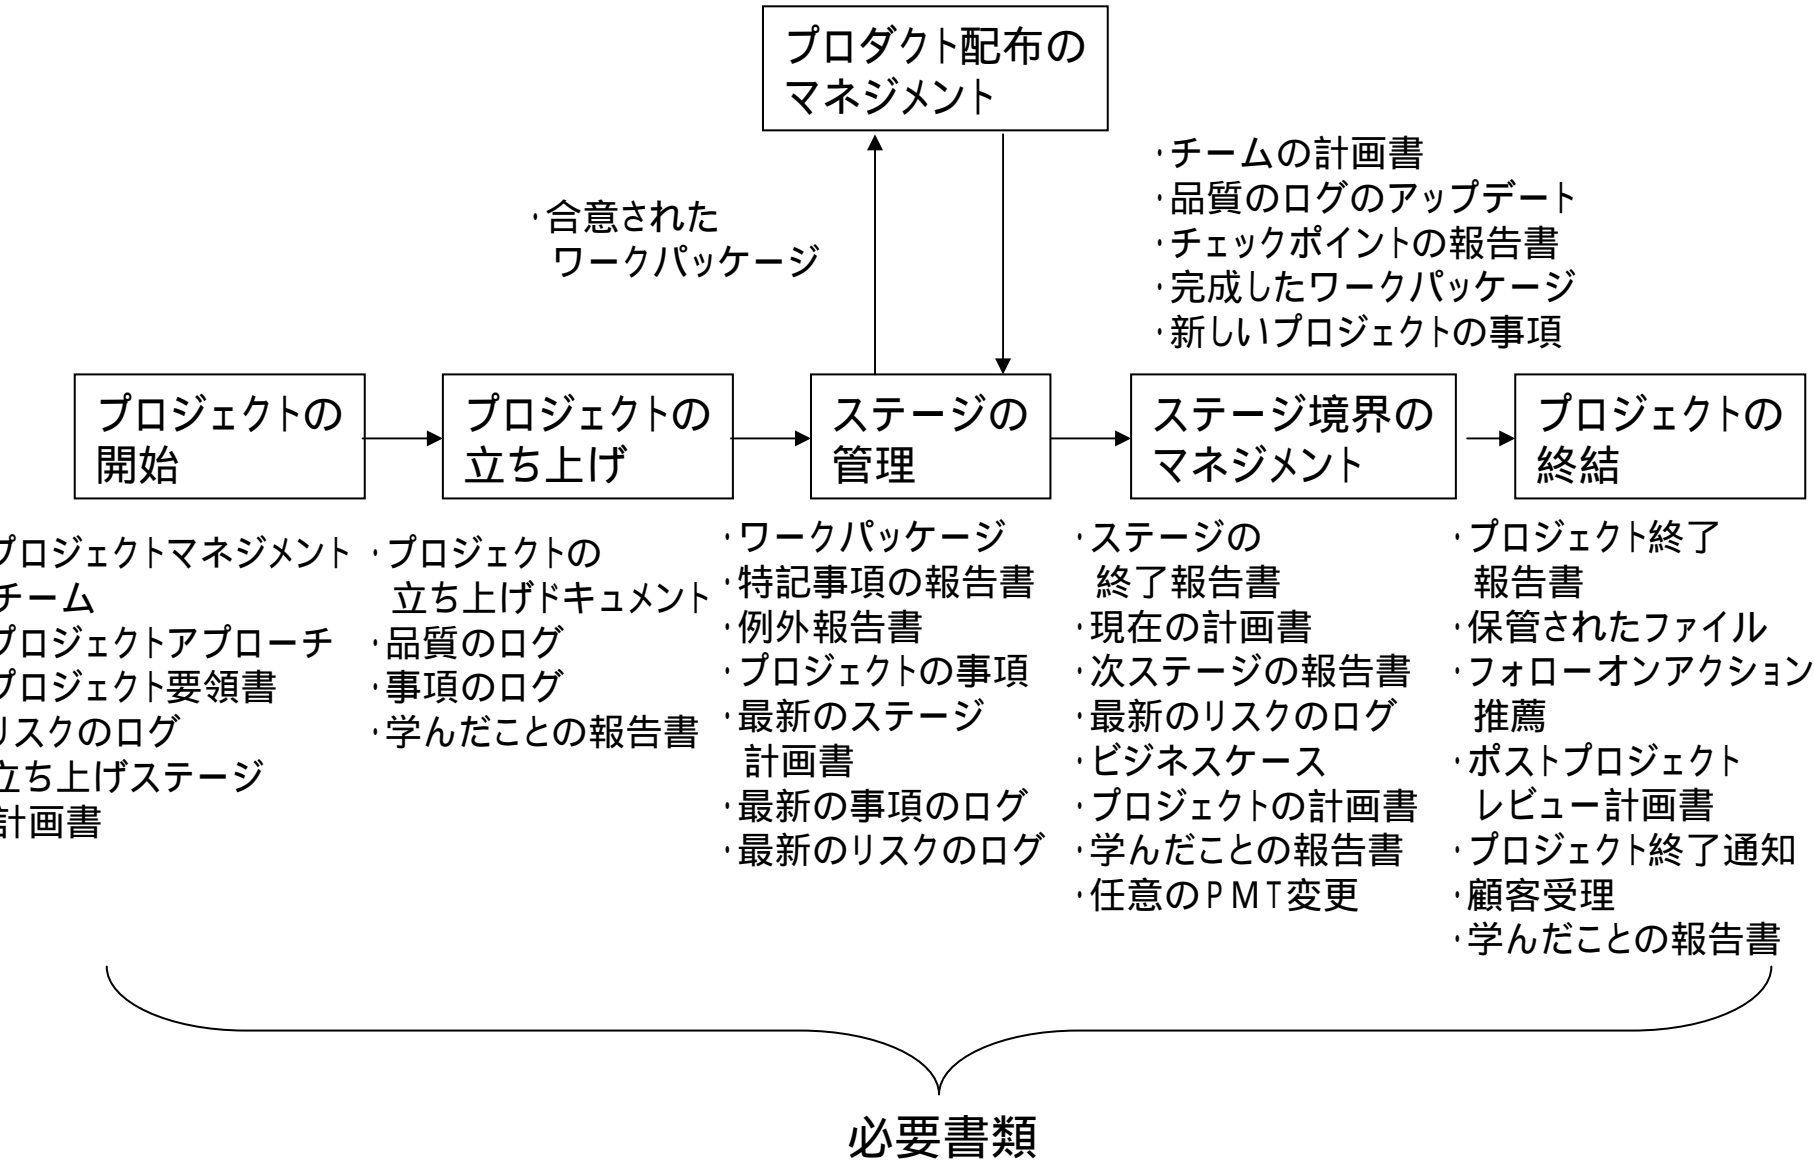 プロダクト配布の
マネジメント
・合意された
ワークパッケージ
・チームの計画書
・品質のログのアップデート
・チェックポイントの報告書
・完成したワークパッケージ
・新しいプロジェクトの事項
プロジェクトの
開始
プロジェクトの
立ち上げ
ステージの
管理
ステージ境界の
マネジメント
プロジェクトの
終結
プロジェクトマネジメント
チーム
プロジェクトアプローチ
プロジェクト要領書
リスクのログ
立ち上げステージ
計画書
・プロジェクトの
立ち上げドキュメント
・品質のログ
・事項のログ
・学んだことの報告書
・ワークパッケージ
・特記事項の報告書
・例外報告書
・プロジェクトの事項
・最新のステージ
計画書
・最新の事項のログ
・最新のリスクのログ
・ステージの
終了報告書
・現在の計画書
・次ステージの報告書
・最新のリスクのログ
・ビジネスケース
・プロジェクトの計画書
・学んだことの報告書
・任意のPMT変更
・プロジェクト終了
報告書
・保管されたファイル
・フォローオンアクション
推薦
・ポストプロジェクト
レビュー計画書
・プロジェクト終了通知
・顧客受理
・学んだことの報告書
必要書類